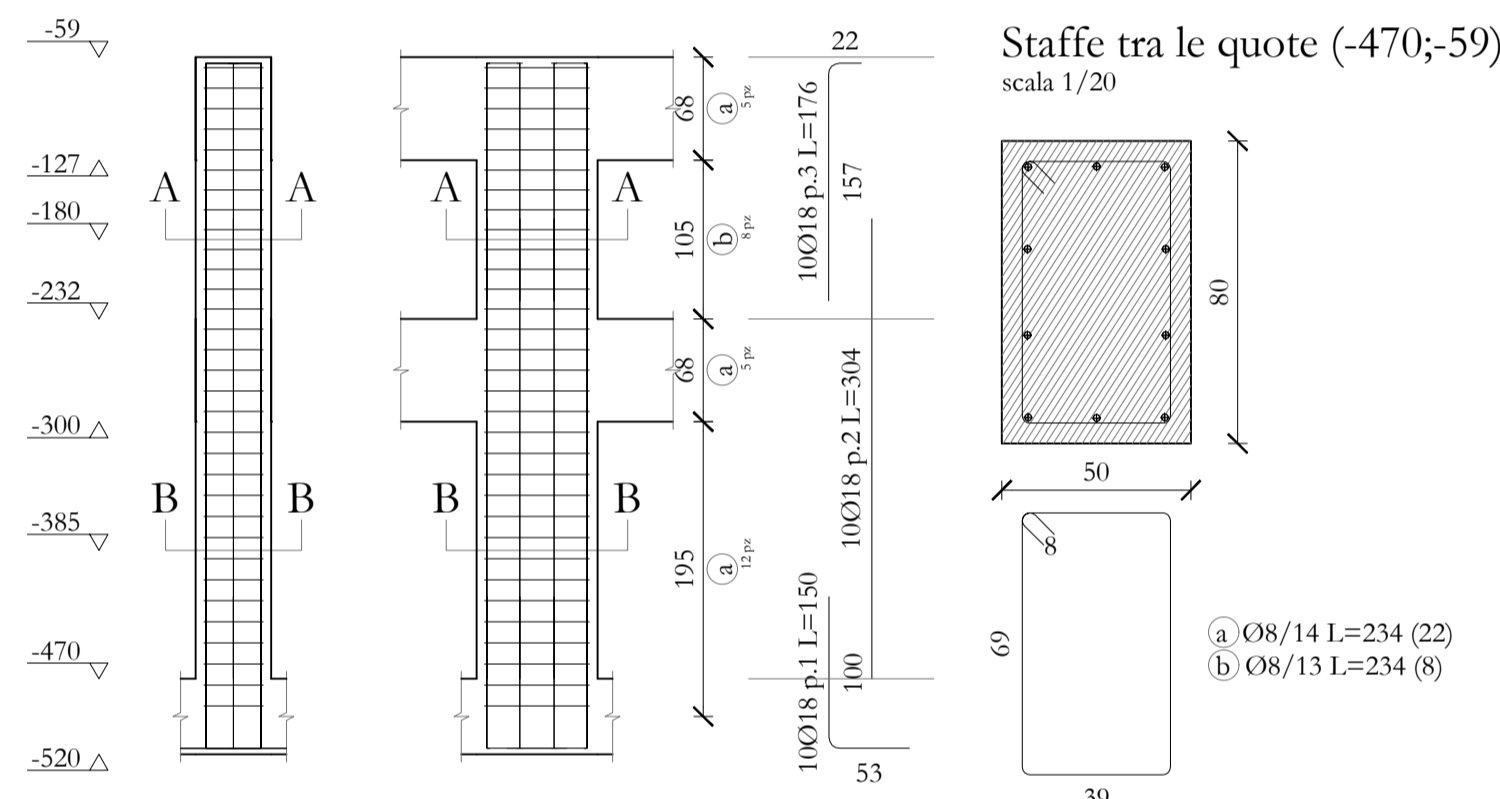 -59
-127
-180
-232
-300
-385
-470
-520
A A
B B
A A
B B
68 a 5 pz
105 b 8 pz
68 a 5 pz
195 a 12 pz
22
10Ø18 p.3 L=176
157
10Ø18 p.2 L=304
10Ø18 p.1 L=150
100
53
Staffe tra le quote (-470;-59)
scala 1/20
80
50
8
69
39
a Ø8/14 L=234 (22)
b Ø8/13 L=234 (8)